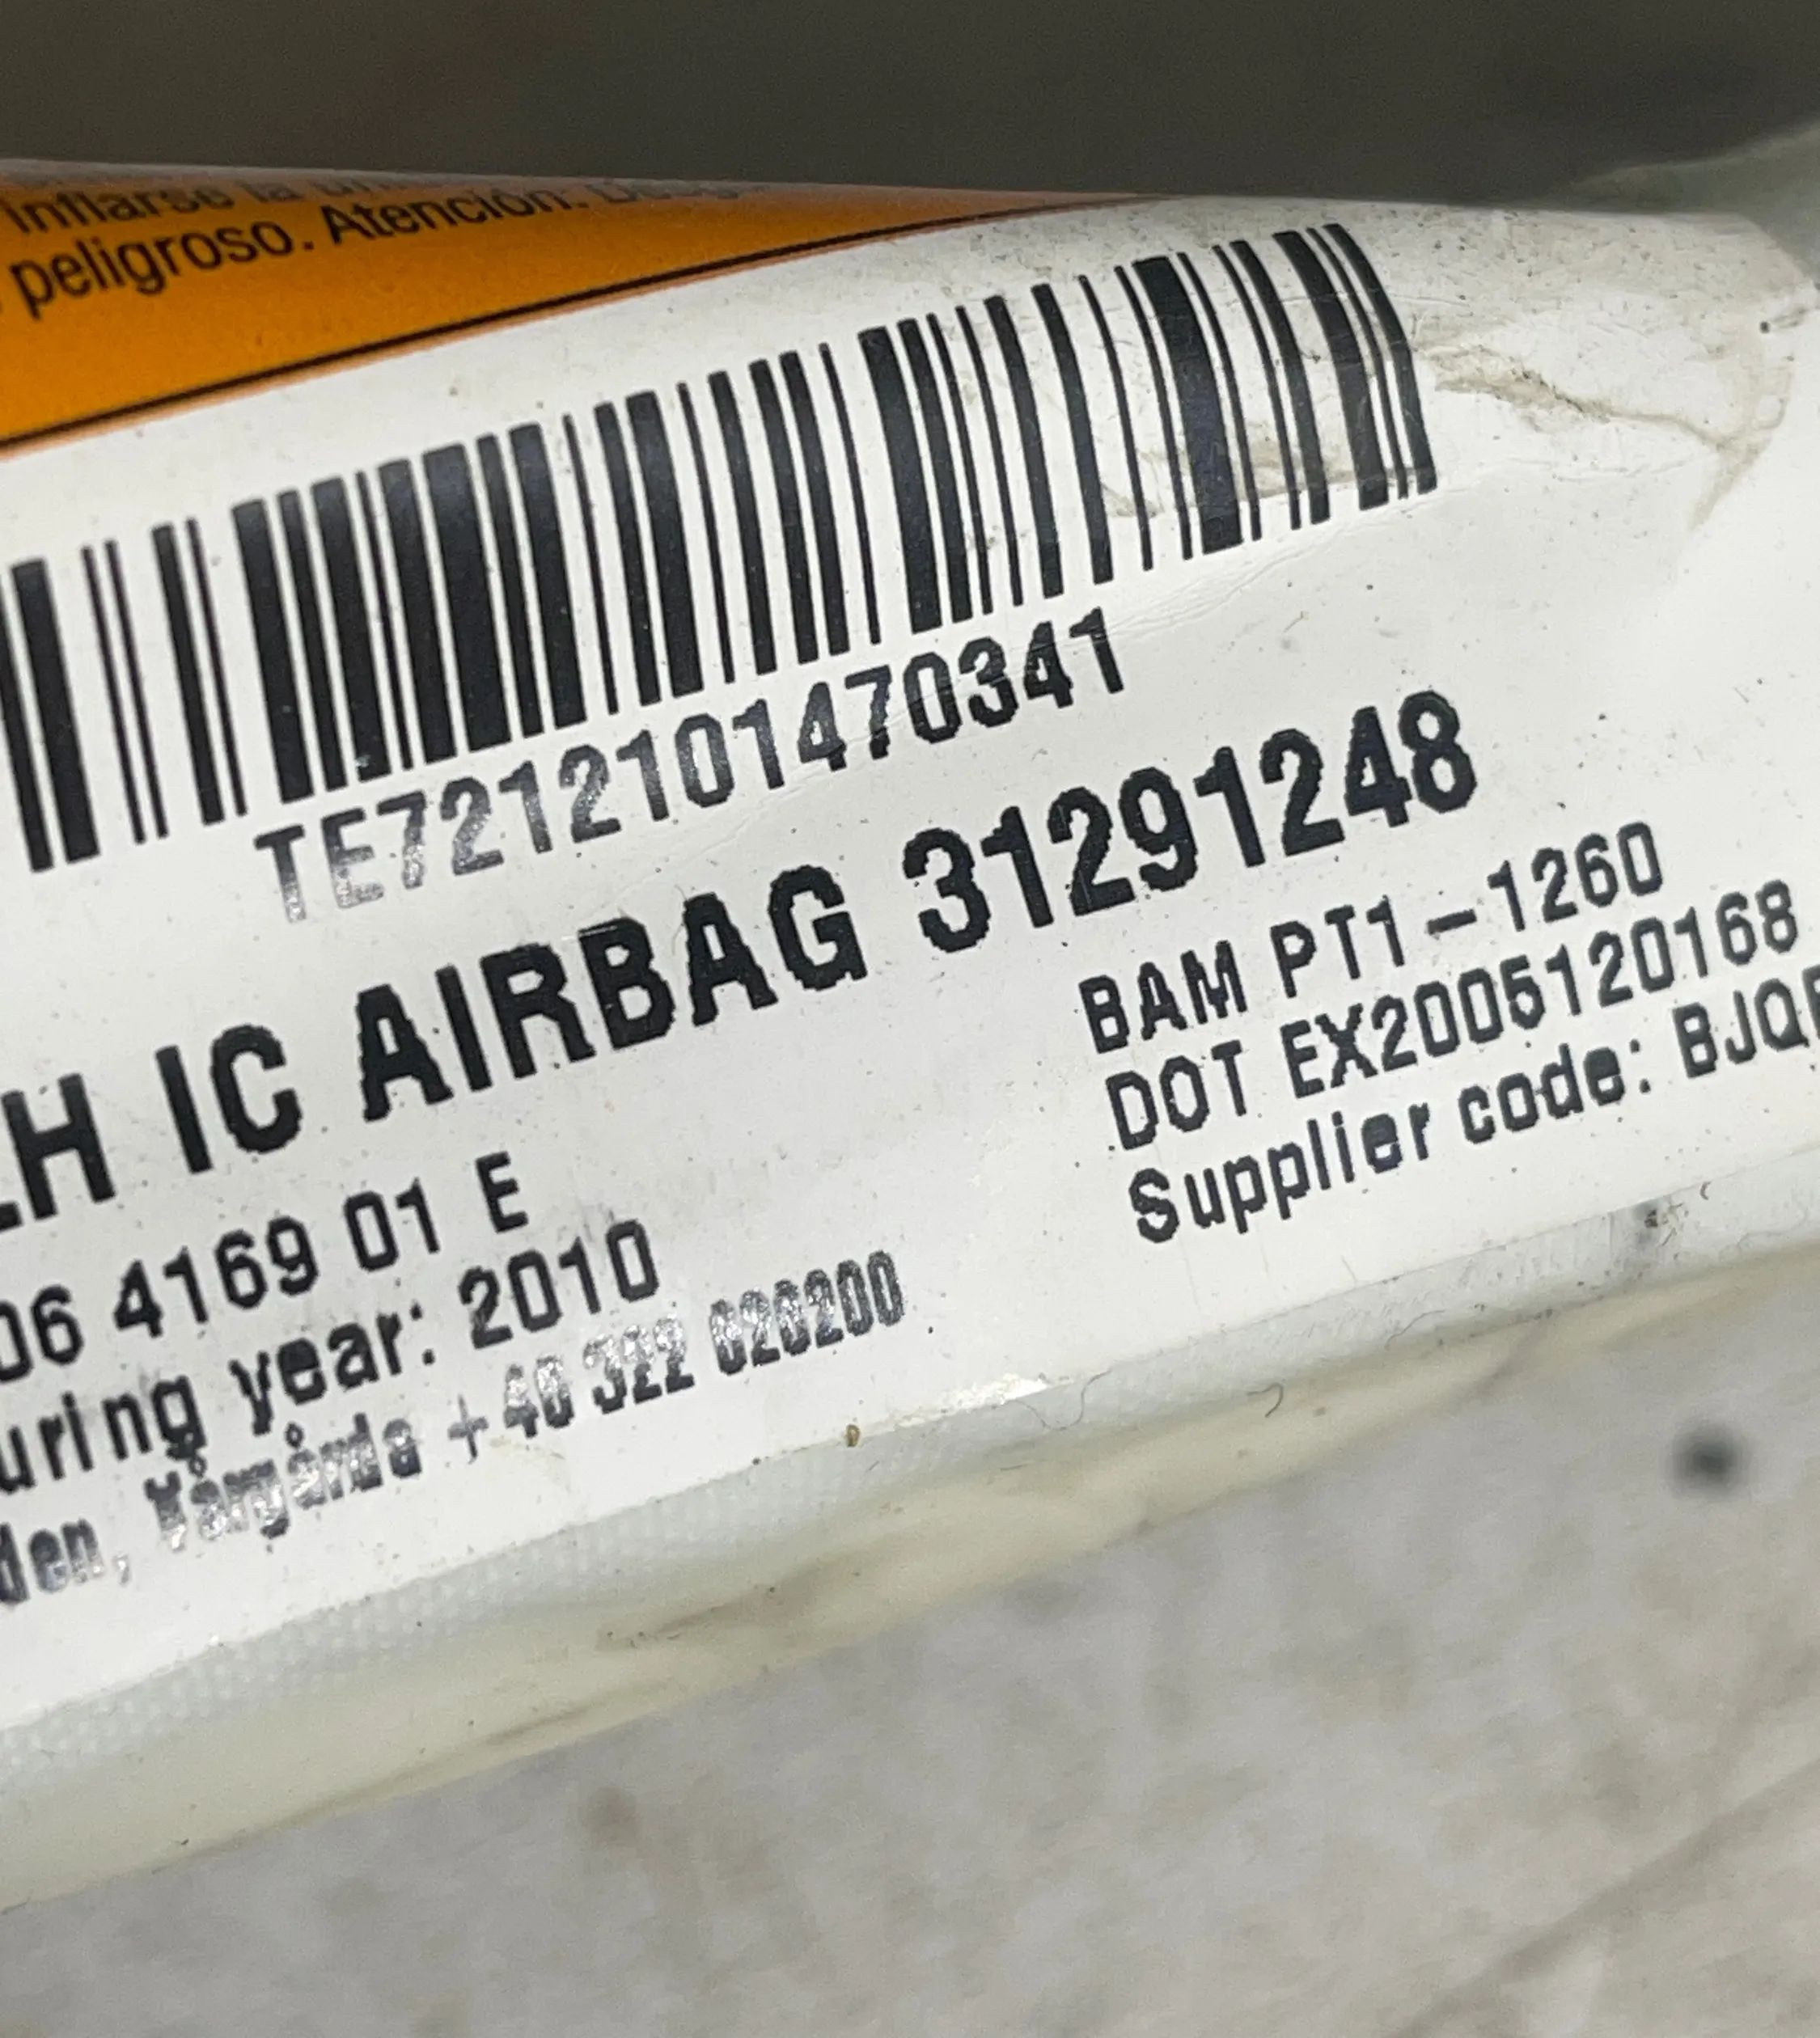 inflarse la
peligroso. Atención:
TE7212101470341
LH IC AIRBAG 31291248
06 4169 01 E
uring year: 2010
den, Vårgårda +46 322 626200
BAM PT1-1260
DOT EX2005120168
Supplier code: BJQ